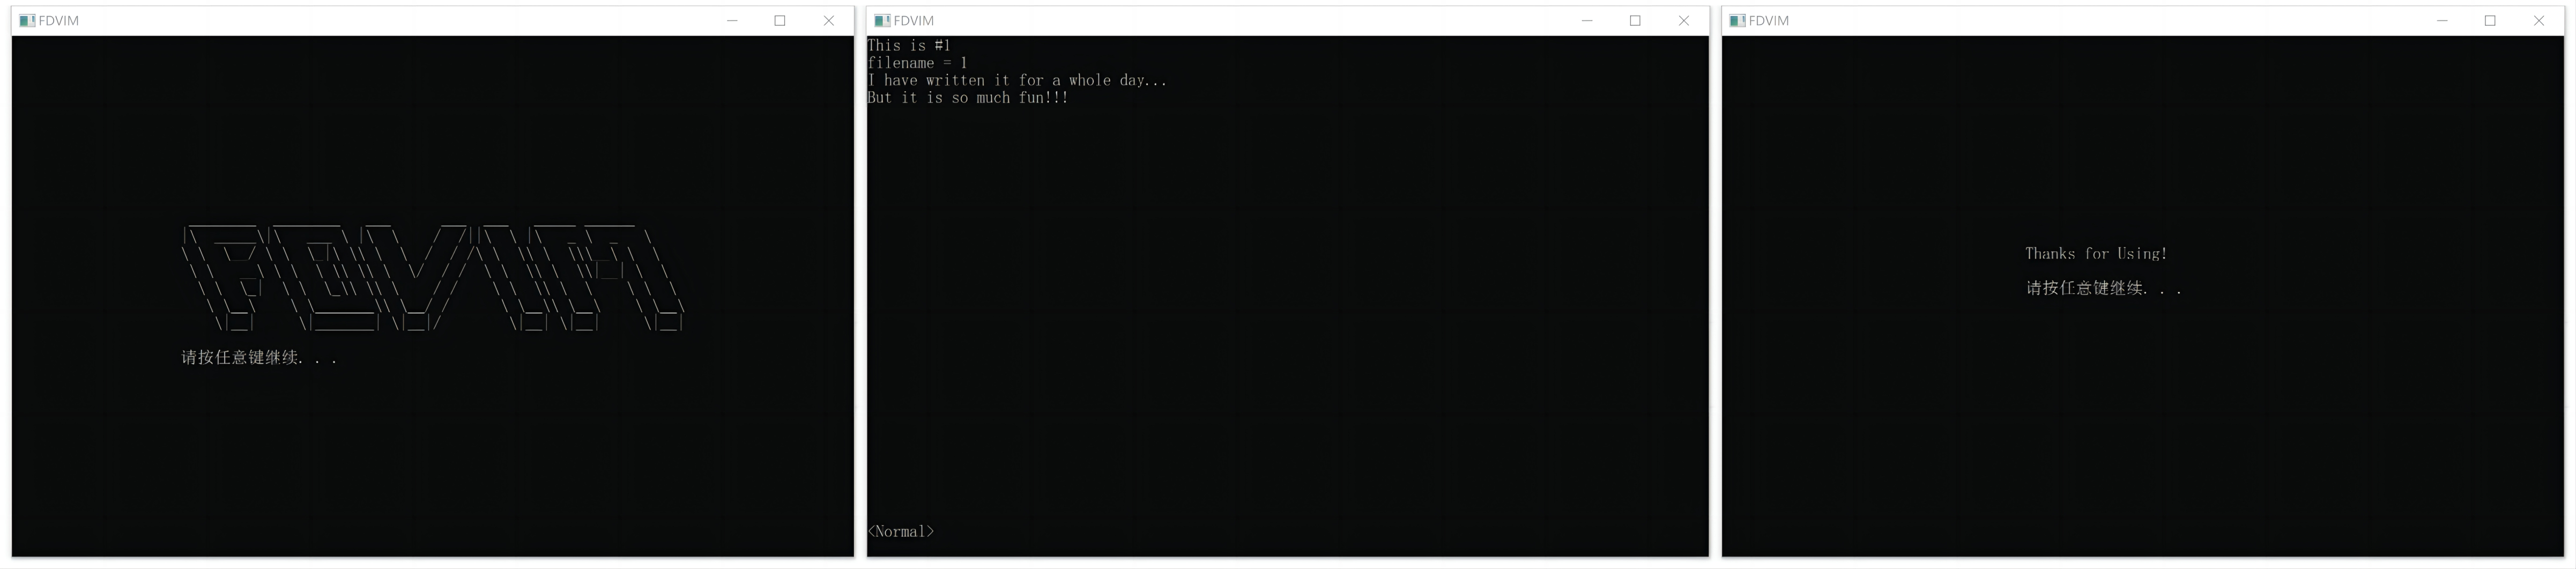 FDVIM
FDVIM
请按任意键继续. . .
FDVIM
This is #1
filename = 1
I have written it for a whole day...
But it is so much fun!!!
<Normal>
FDVIM
Thanks for Using!
请按任意键继续. . .